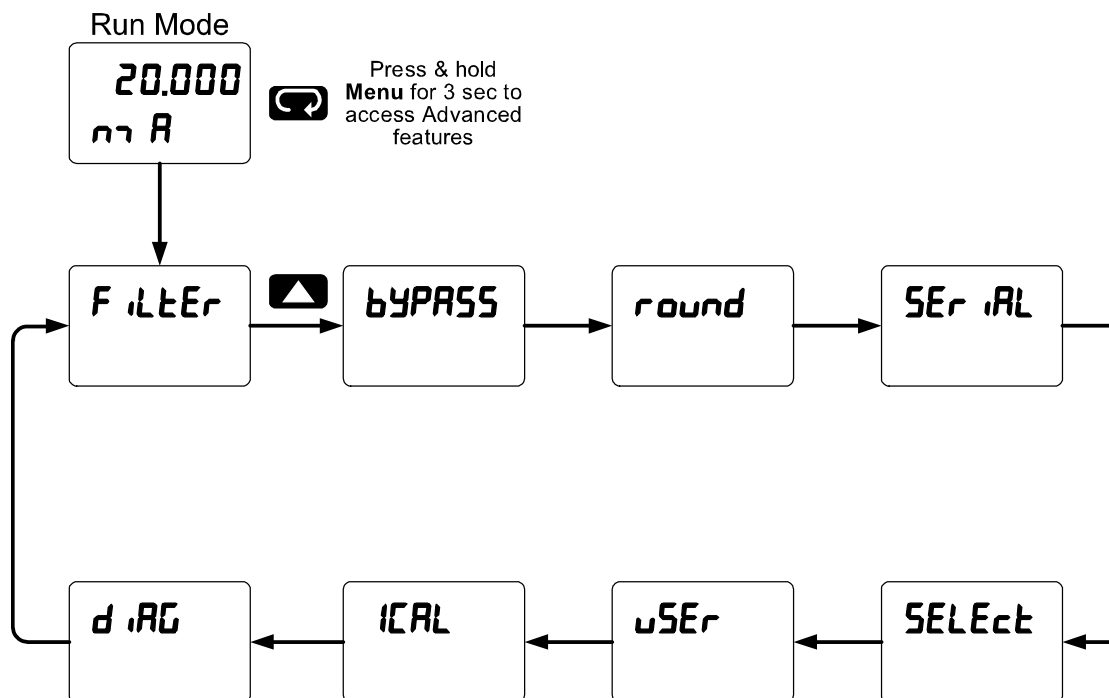 Run Mode
20.000
mA
Press & hold
Menu for 3 sec to
access Advanced
features
FiLtEr
bYPASS
round
SEriAL
diAG
ICAL
uSEr
SELEct